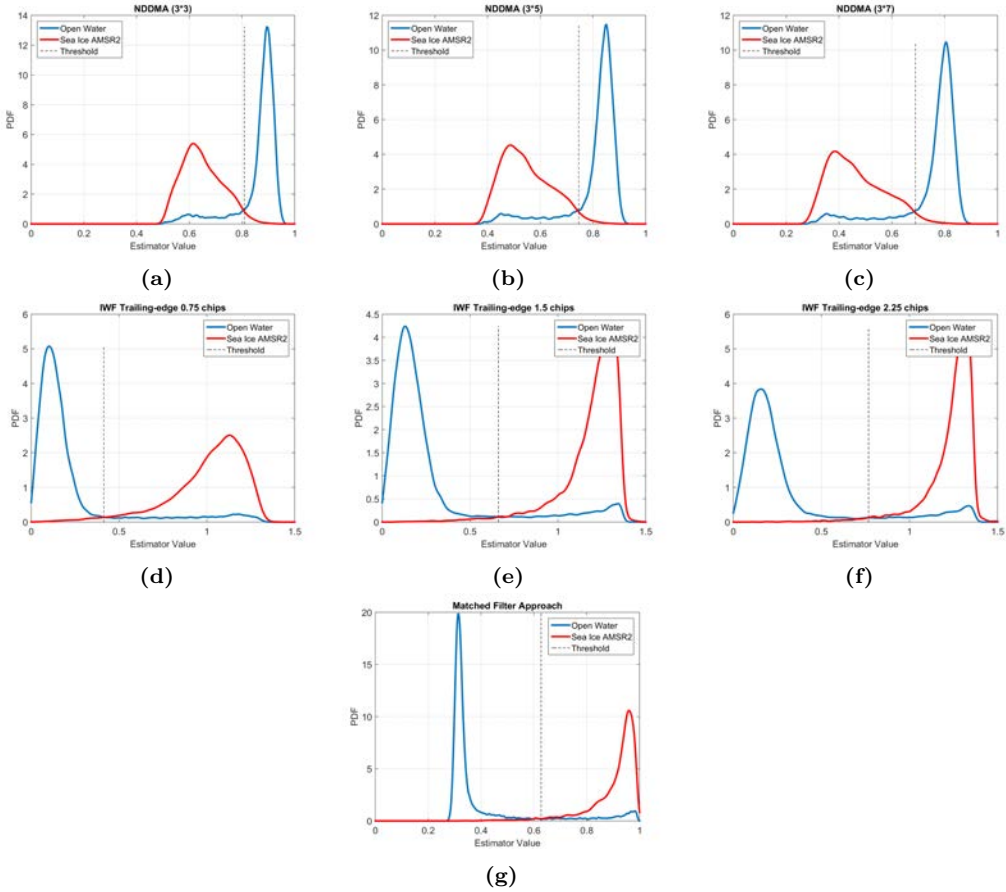 NDDMA (3*3)
14
12
10
8
6
4
2
0
PDF
Open Water
Sea Ice AMSR2
Threshold
0 0.2 0.4 0.6 0.8 1
Estimator Value
(a)
NDDMA (3*5)
12
10
8
6
4
2
0
PDF
Open Water
Sea Ice AMSR2
Threshold
0 0.2 0.4 0.6 0.8 1
Estimator Value
(b)
NDDMA (3*7)
12
10
8
6
4
2
0
PDF
Open Water
Sea Ice AMSR2
Threshold
0 0.2 0.4 0.6 0.8 1
Estimator Value
(c)
IWF Trailing-edge 0.75 chips
6
5
4
3
2
1
0
PDF
Open Water
Sea Ice AMSR2
Threshold
0 0.5 1 1.5
Estimator Value
(d)
IWF Trailing-edge 1.5 chips
4.5
4
3.5
3
2.5
2
1.5
1
0.5
0
PDF
Open Water
Sea Ice AMSR2
Threshold
0 0.5 1 1.5
Estimator Value
(e)
IWF Trailing-edge 2.25 chips
6
5
4
3
2
1
0
PDF
Open Water
Sea Ice AMSR2
Threshold
0 0.5 1 1.5
Estimator Value
(f)
Matched Filter Approach
20
15
10
5
0
PDF
Open Water
Sea Ice AMSR2
Threshold
0 0.2 0.4 0.6 0.8 1
Estimator Value
(g)